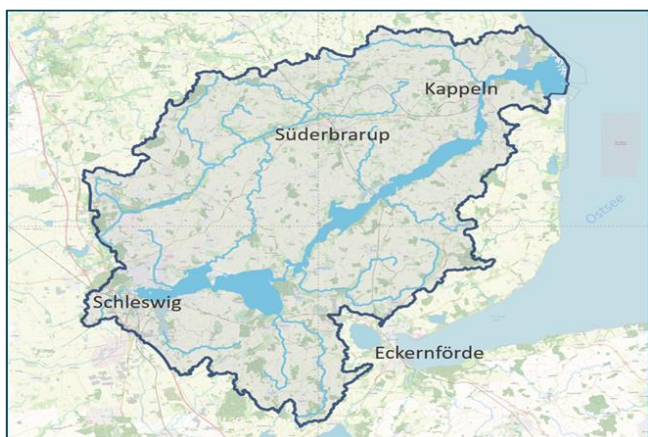 Kappeln
Süderbrarup
Ostsee
Schleswig
Eckernförde